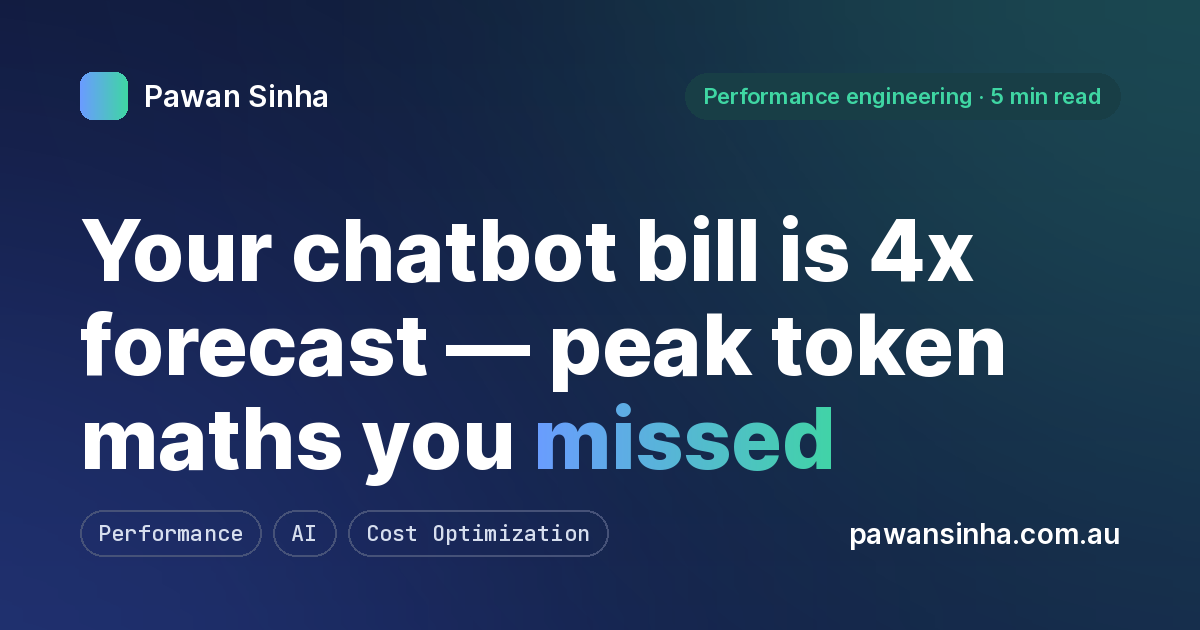 Pawan Sinha
Performance engineering · 5 min read
Your chatbot bill is 4x
forecast — peak token
maths you missed
Performance
AI
Cost Optimization
pawansinha.com.au